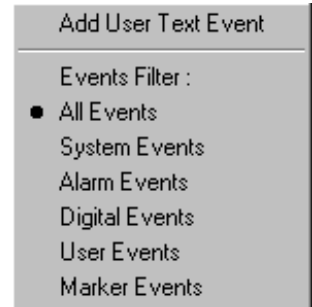 Add User Text Event
Events Filter :
All Events
System Events
Alarm Events
Digital Events
User Events
Marker Events